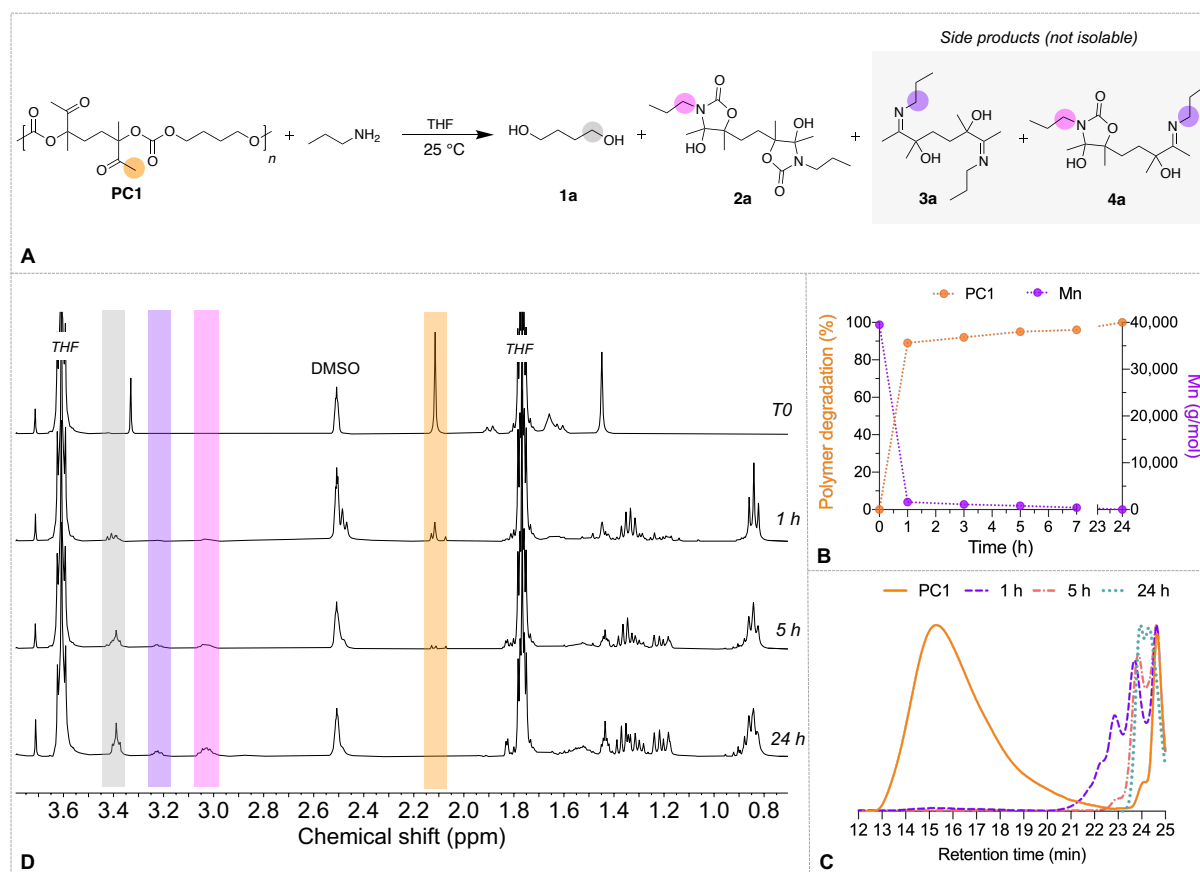 Side products (not isolable)
O
O
O
O
O
O
O
O
n
PC1
+
NH2
THF
25 °C
HO
OH
1a
+
N
O
O
HO
OH
O
N
O
2a
+
N
OH
OH
N
3a
+
N
O
O
HO
N
OH
4a
A
THF
DMSO
THF
T0
1 h
5 h
24 h
3.6 3.4 3.2 3.0 2.8 2.6 2.4 2.2 2.0 1.8 1.6 1.4 1.2 1.0 0.8
Chemical shift (ppm)
D
PC1 Mn
Polymer degradation (%)
100
80
60
40
20
0
40,000
30,000
20,000
10,000
0
Mn (g/mol)
0 1 2 3 4 5 6 7 23 24
Time (h)
B
PC1 1 h 5 h 24 h
12 13 14 15 16 17 18 19 20 21 22 23 24 25
Retention time (min)
C